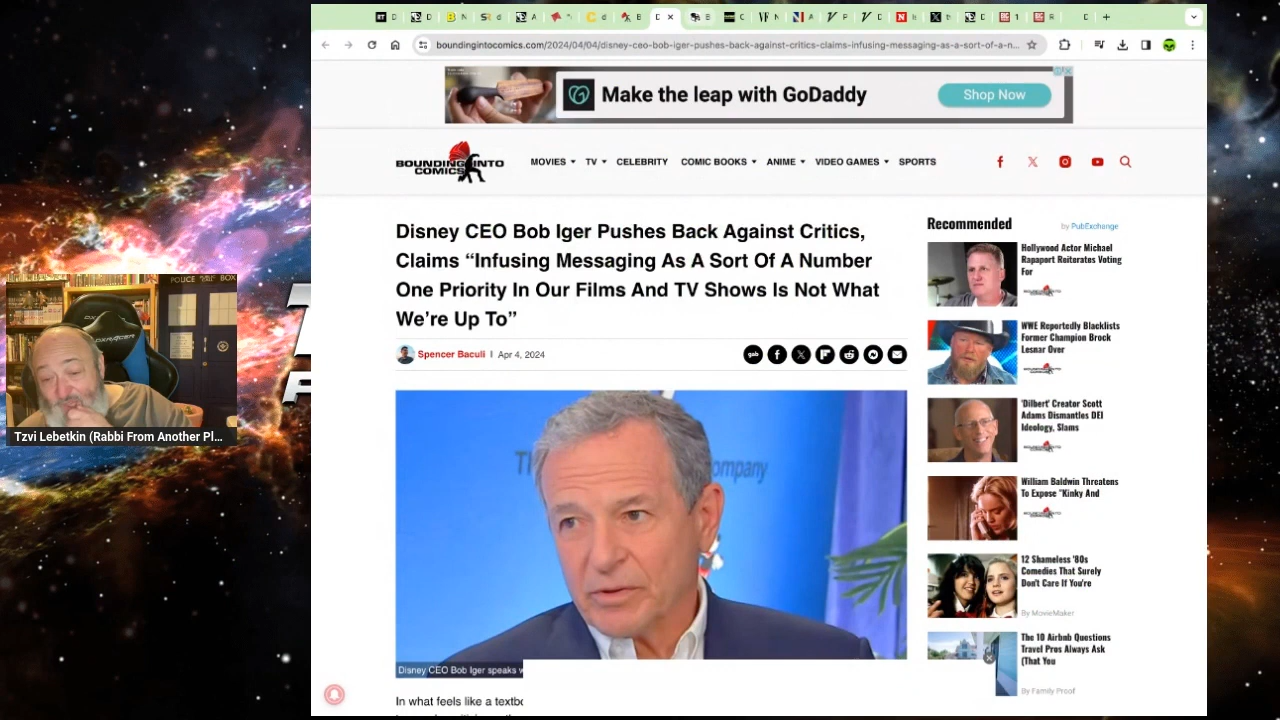 boundingintocomics.com/2024/04/04/disney-ceo-bob-iger-pushes-back-against-critics-claims-infusing-messaging-as-a-sort-of-a-n...
Make the leap with GoDaddy
Shop Now
BOUNDING INTO
COMICS
MOVIES TV CELEBRITY COMIC BOOKS ANIME VIDEO GAMES SPORTS
Disney CEO Bob Iger Pushes Back Against Critics,
Claims “Infusing Messaging As A Sort Of A Number
One Priority In Our Films And TV Shows Is Not What
We’re Up To”
Spencer Baculi | Apr 4, 2024
gab
company
Disney CEO Bob Iger speaks
In what feels like a
Recommended
by PubExchange
Hollywood Actor Michael
Rapaport Reiterates Voting
For
WWE Reportedly Blacklists
Former Champion Brock
Lesnar Over
'Dilbert' Creator Scott
Adams Dismantles DEI
Ideology, Slams
William Baldwin Threatens
To Expose "Kinky And
12 Shameless '80s
Comedies That Surely
Don't Care If You're
By MovieMaker
The 10 Airbnb Questions
Travel Pros Always Ask
(That You
By Family Proof
POLICE BOX
DXRACER
Tzvi Lebetkin (Rabbi From Another Pl...